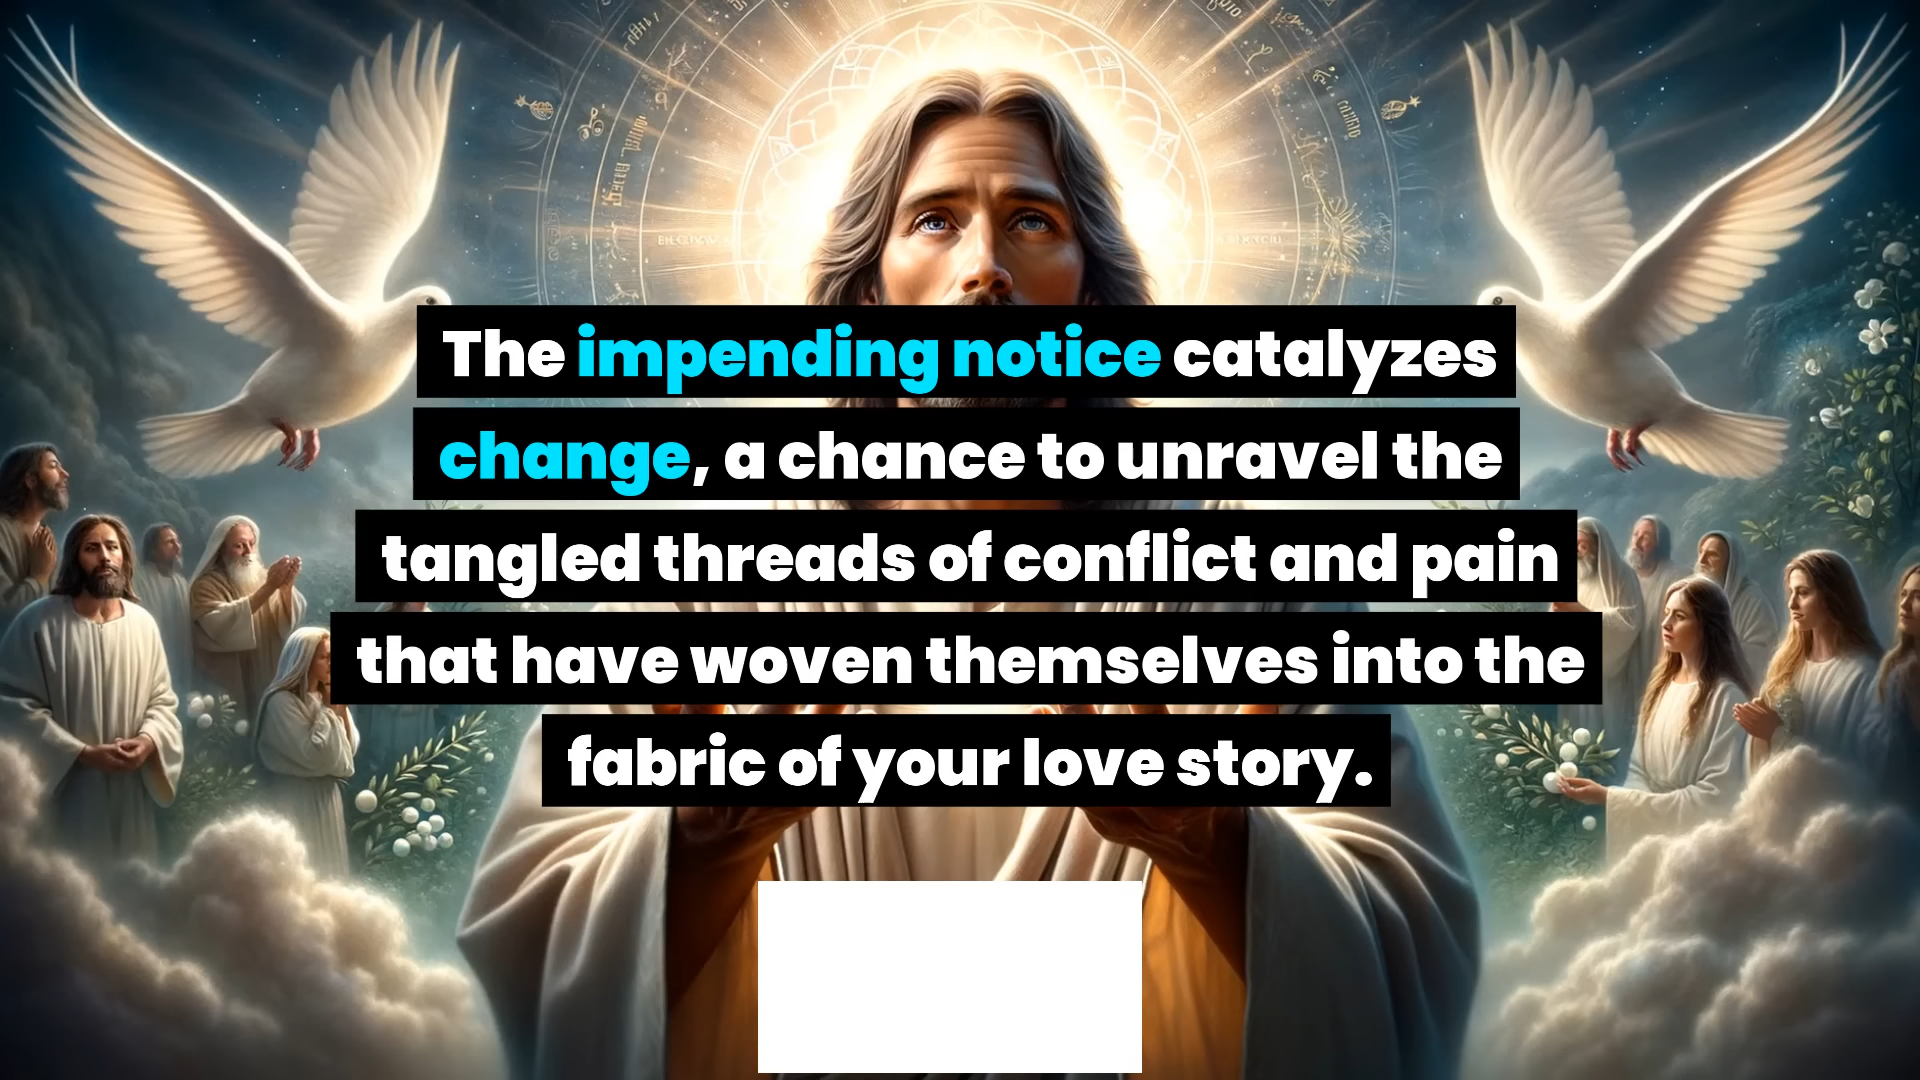 The impending notice catalyzes
change, a chance to unravel the
tangled threads of conflict and pain
that have woven themselves into the
fabric of your love story.